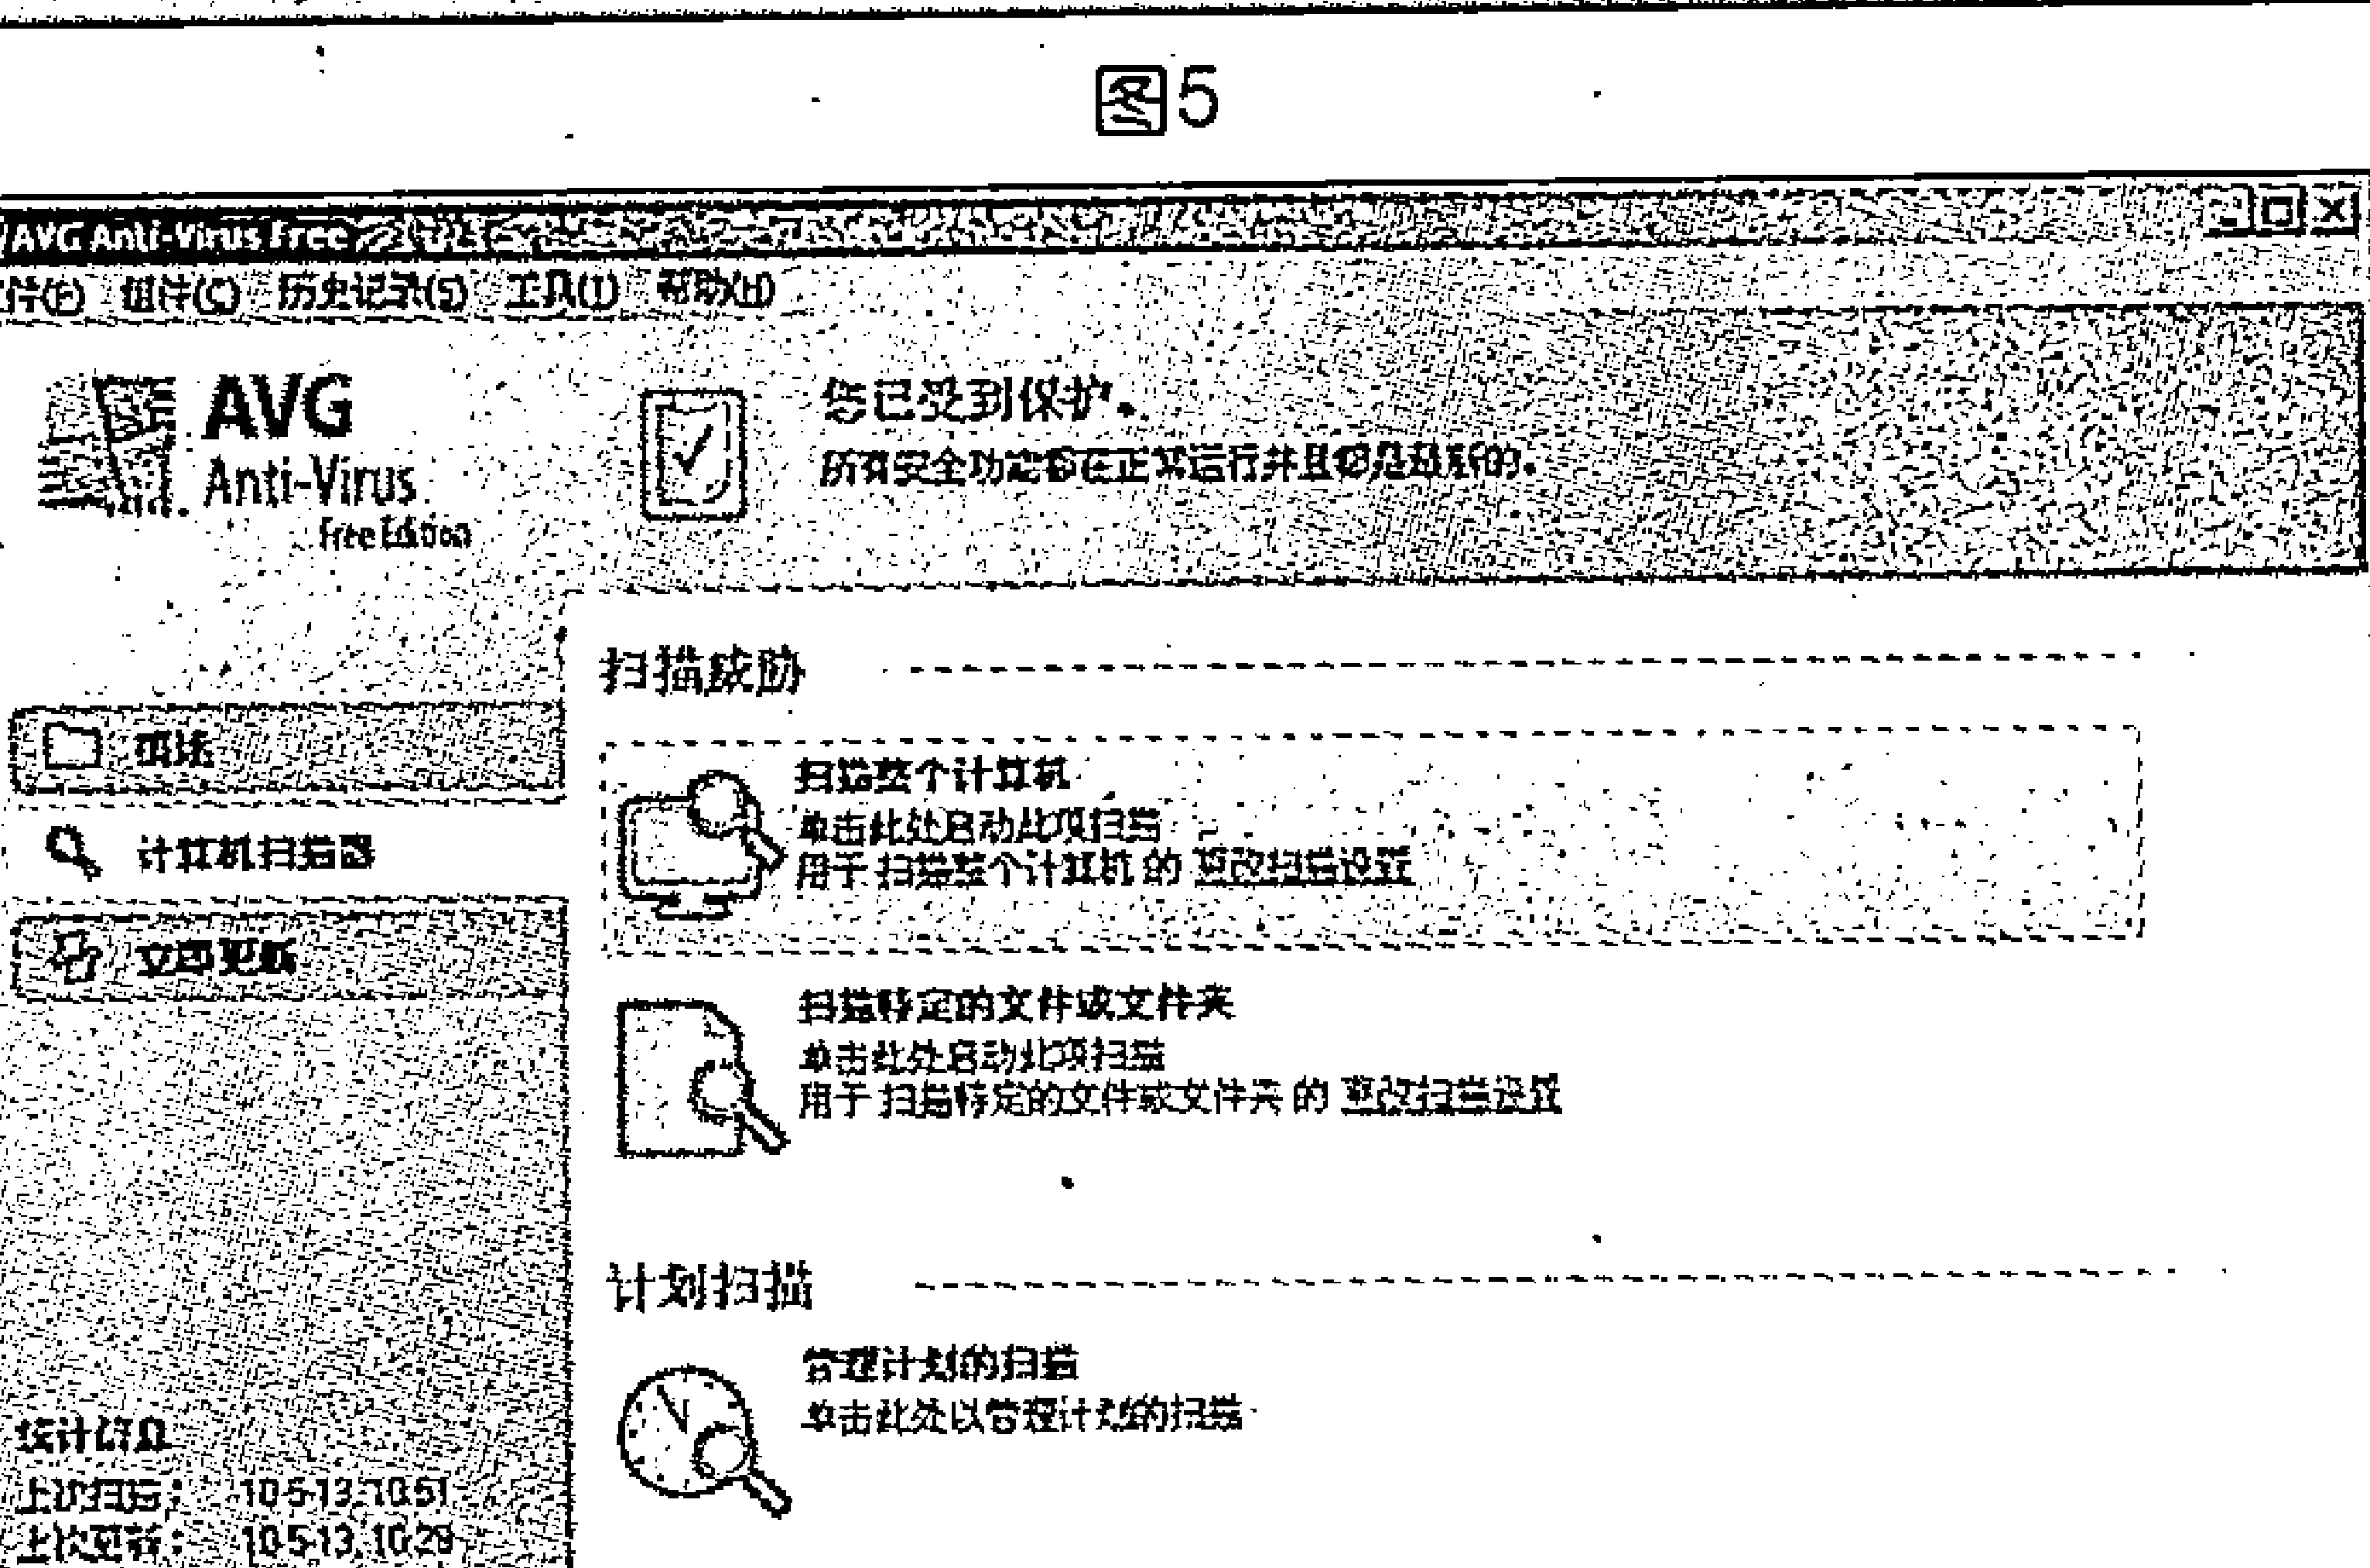 图5
AVG Anti-Virus Free
件(F) 组件(C) 历史记录(S) 工具(T) 帮助(H)
AVG
Anti-Virus
Free Edition
您已受到保护。
所有安全功能都在正常运行并且都是最新的。
扫描威胁
概述
扫描整个计算机
单击此处启动此项扫描
用于 扫描整个计算机 的 更改扫描设置
计算机扫描器
立即更新
扫描特定的文件或文件夹
单击此处启动此项扫描
用于 扫描特定的文件或文件夹 的 更改扫描设置
计划扫描
管理计划的扫描
单击此处以管理计划的扫描
统计信息
上次扫描: 10-5-13, 10:51
上次更新: 10-5-13, 10:28